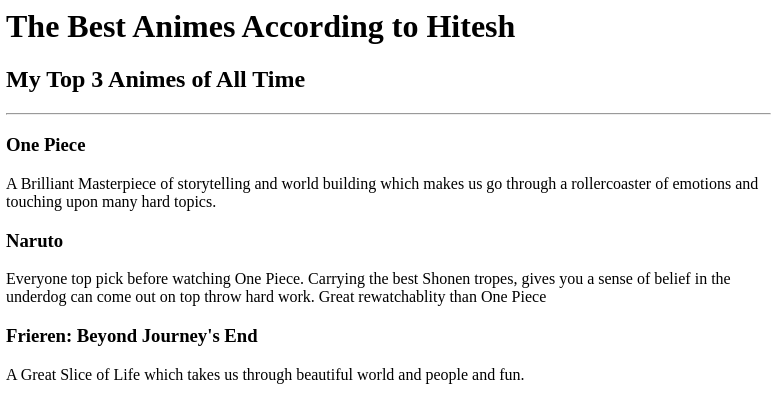 The Best Animes According to Hitesh
My Top 3 Animes of All Time
One Piece
A Brilliant Masterpiece of storytelling and world building which makes us go through a rollercoaster of emotions and
touching upon many hard topics.
Naruto
Everyone top pick before watching One Piece. Carrying the best Shonen tropes, gives you a sense of belief in the
underdog can come out on top throw hard work. Great rewatchablity than One Piece
Frieren: Beyond Journey's End
A Great Slice of Life which takes us through beautiful world and people and fun.